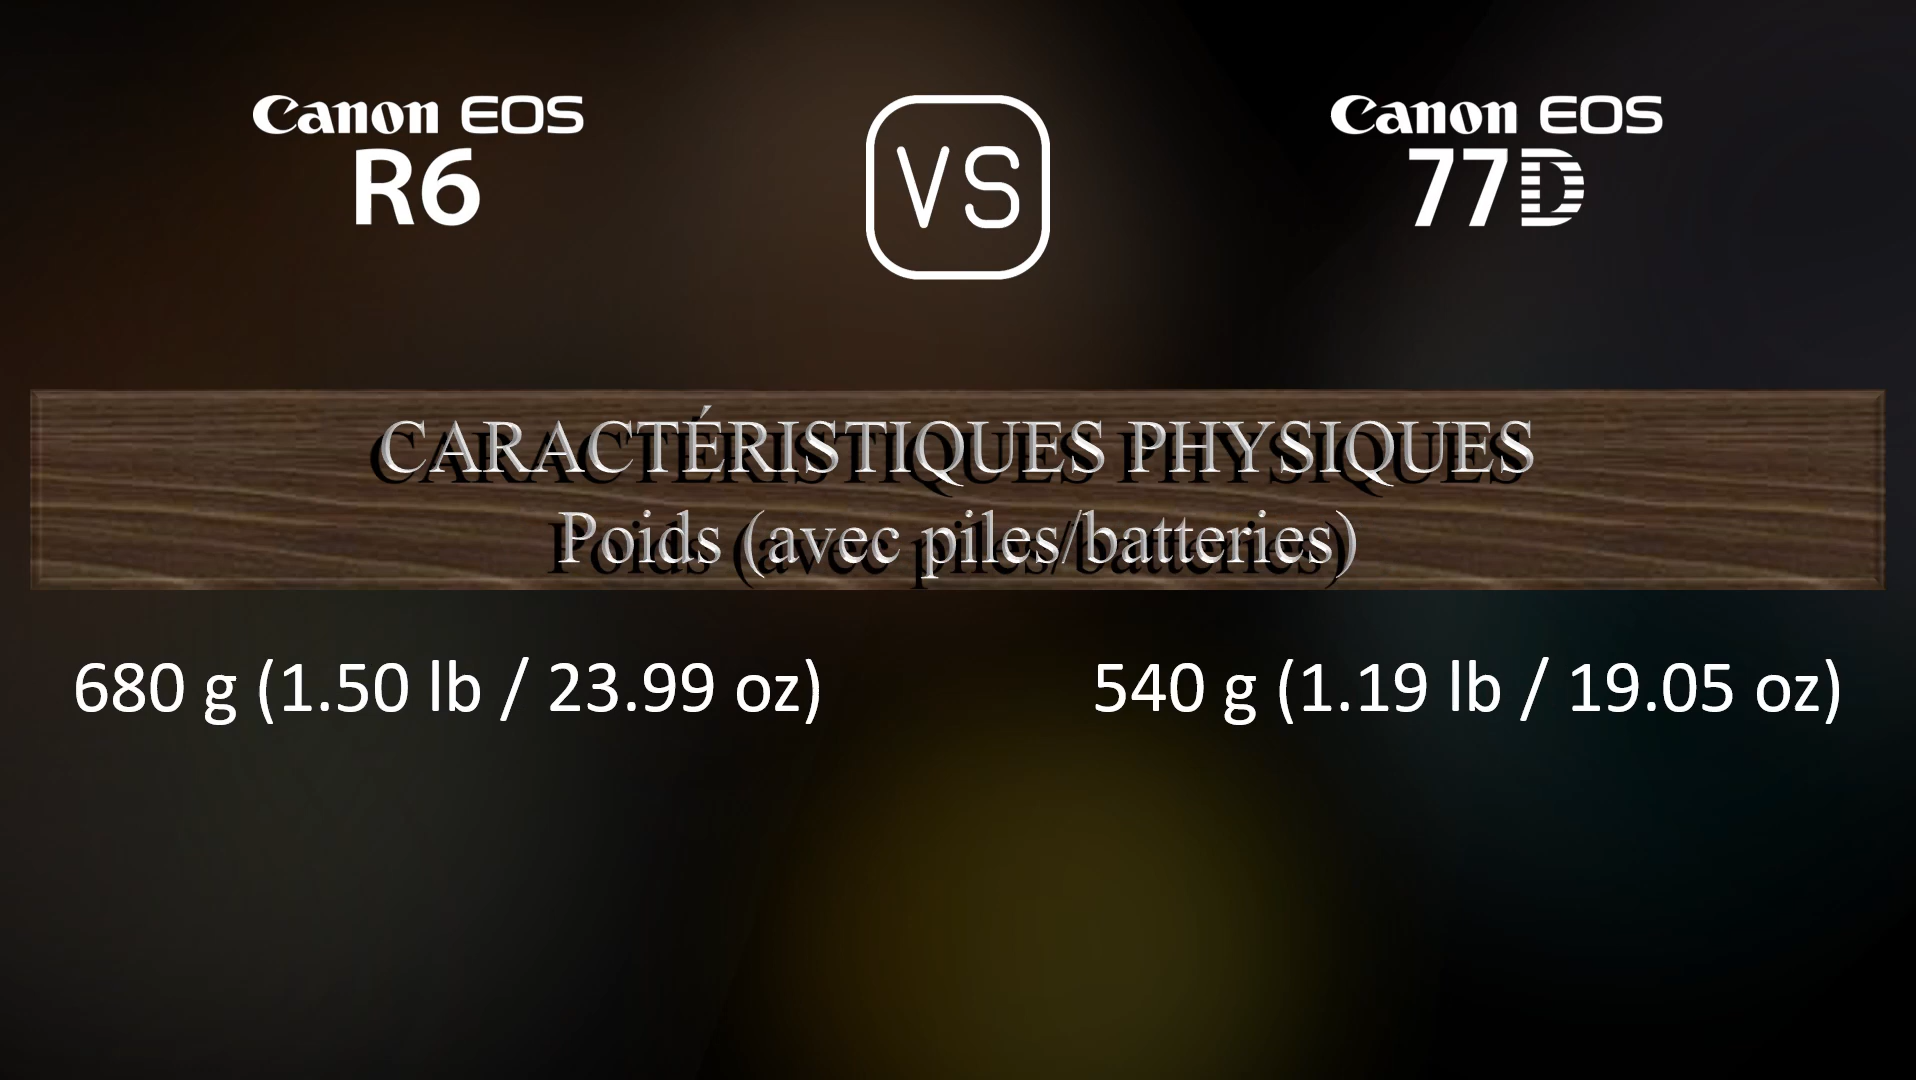 Canon EOS
R6
VS
Canon EOS
77D
CARACTÉRISTIQUES PHYSIQUES
Poids (avec piles/batteries)
680 g (1.50 lb / 23.99 oz)
540 g (1.19 lb / 19.05 oz)